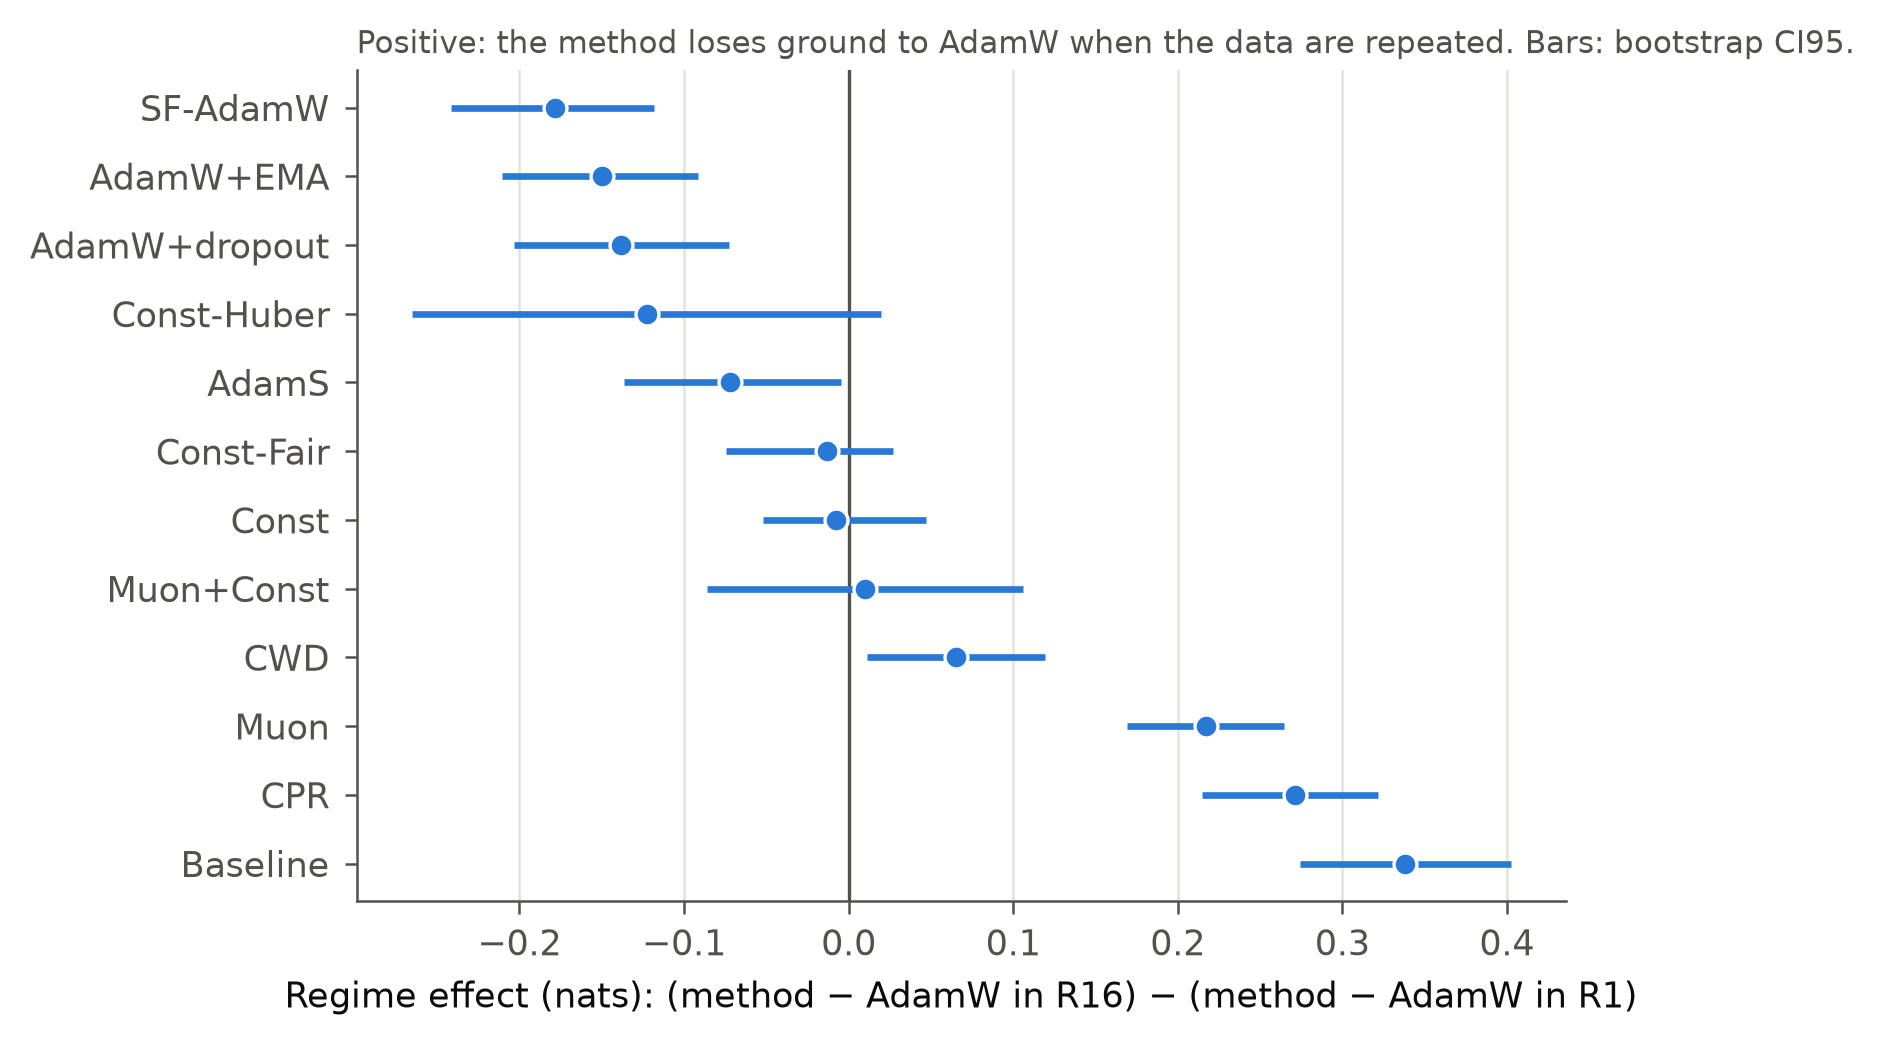 Positive: the method loses ground to AdamW when the data are repeated. Bars: bootstrap CI95.
SF-AdamW
AdamW+EMA
AdamW+dropout
Const-Huber
AdamS
Const-Fair
Const
Muon+Const
CWD
Muon
CPR
Baseline
−0.2 −0.1 0.0 0.1 0.2 0.3 0.4
Regime effect (nats): (method − AdamW in R16) − (method − AdamW in R1)